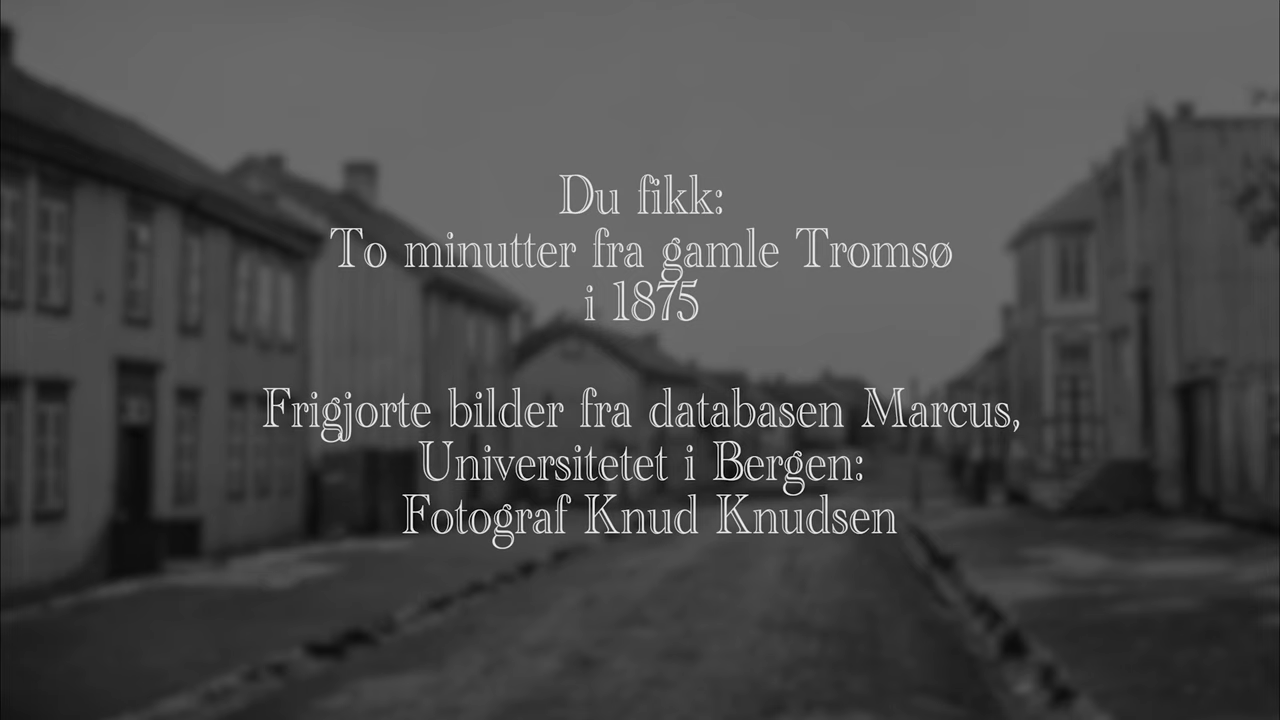 Du fikk:
To minutter fra gamle Tromsø
i 1875
Frigjorte bilder fra databasen Marcus,
Universitetet i Bergen:
Fotograf Knud Knudsen